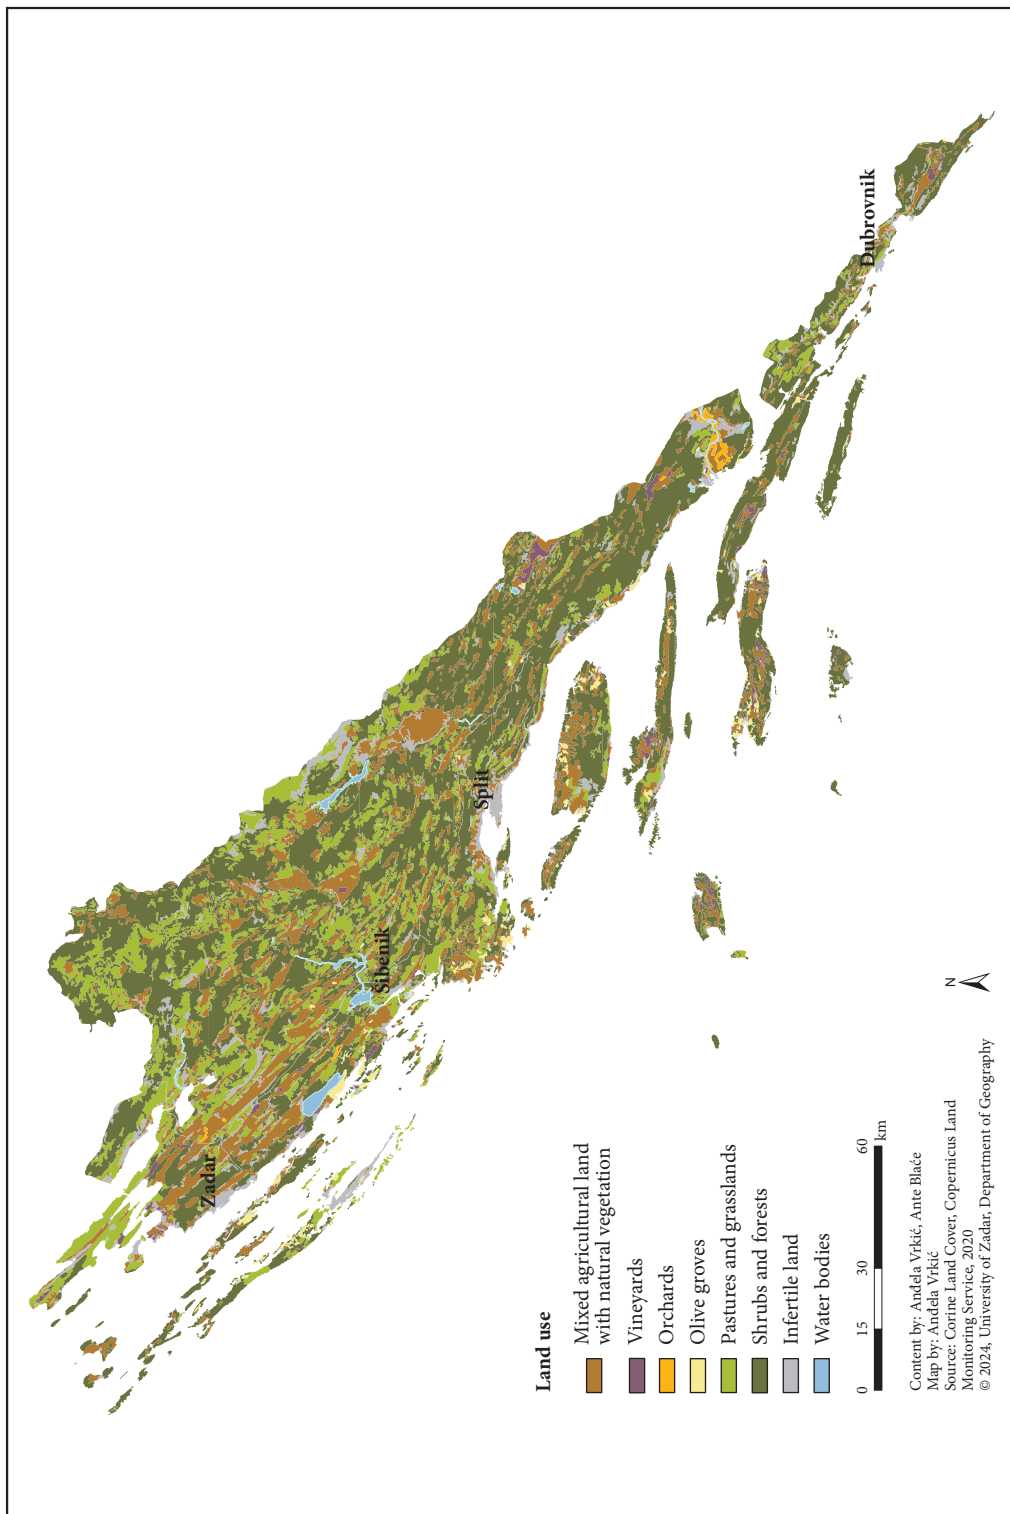 Zadar
Šibenik
Split
Dubrovnik
Land use
Mixed agricultural land
with natural vegetation
Vineyards
Orchards
Olive groves
Pastures and grasslands
Shrubs and forests
Infertile land
Water bodies
0 15 30 60
km
N
Content by: Anđela Vrkić, Ante Blaće
Map by: Anđela Vrkić
Source: Corine Land Cover, Copernicus Land
Monitoring Service, 2020
© 2024, University of Zadar, Department of Geography